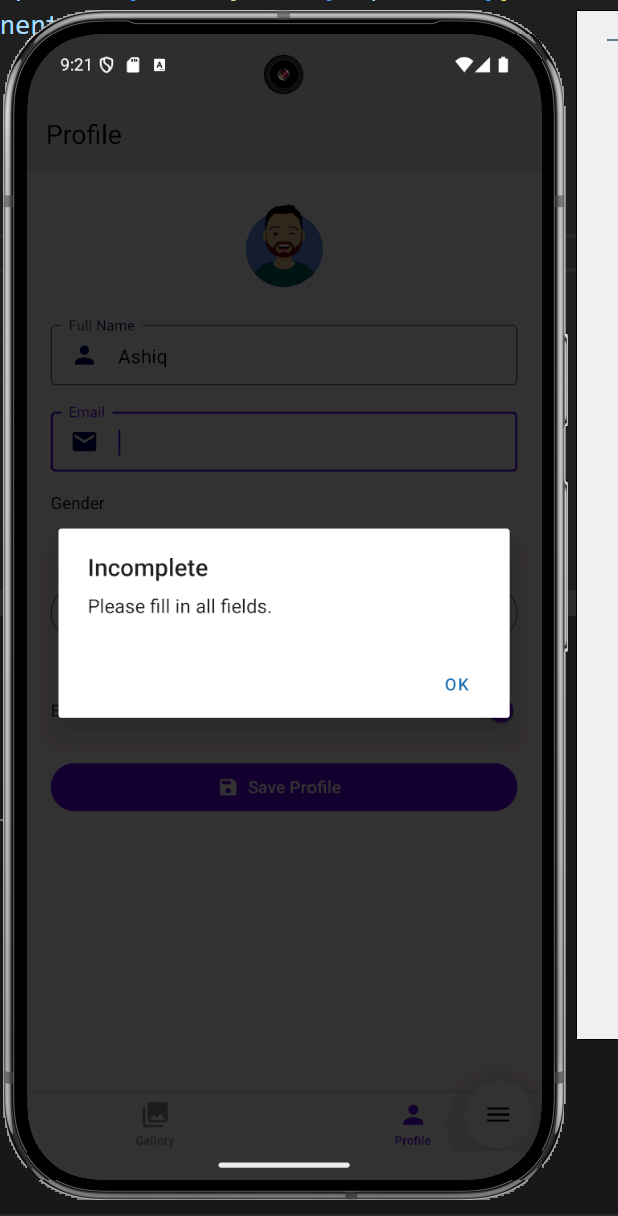 nent
9:21
Profile
Full Name
Ashiq
Email
Gender
Incomplete
Please fill in all fields.
OK
E
Save Profile
Gallery
Profile